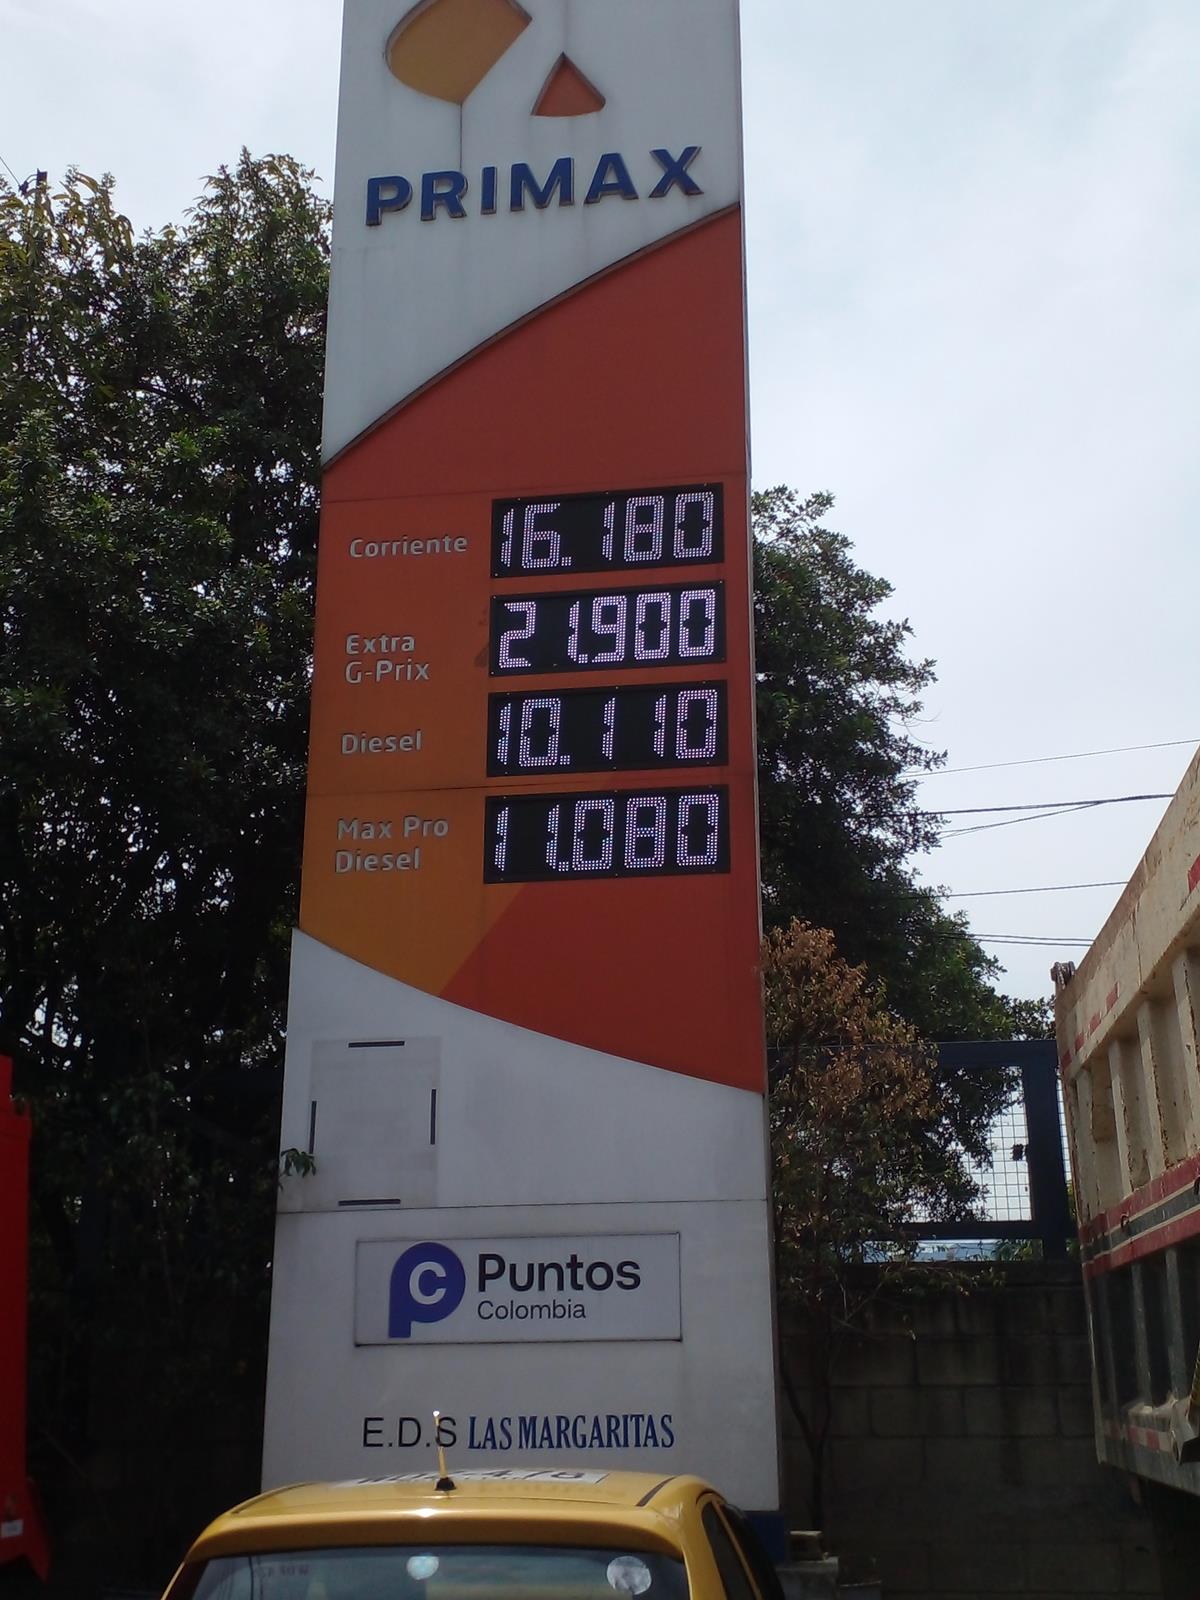 PRIMAX
Corriente 16.180
Extra
G-Prix 21.900
Diesel 10.110
Max Pro
Diesel 11.080
Puntos
Colombia
E.D.S LAS MARGARITAS